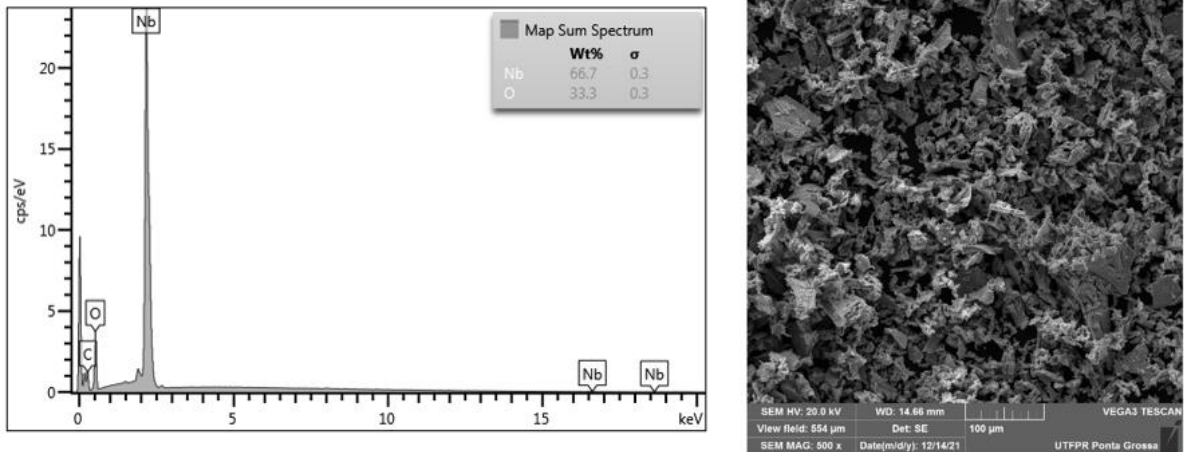 Nb
Map Sum Spectrum
Wt% σ
Nb 66.7 0.3
O 33.3 0.3
20
15
cps/eV
10
5
O
C
Nb
Nb
0
0
5
10
15
keV
SEM HV: 20.0 kV
WD: 14.66 mm
VEGA3 TESCAN
View field: 554 µm
Det: SE
100 µm
SEM MAG: 500 x
Date(m/d/y): 12/14/21
UTFPR Ponta Grossa